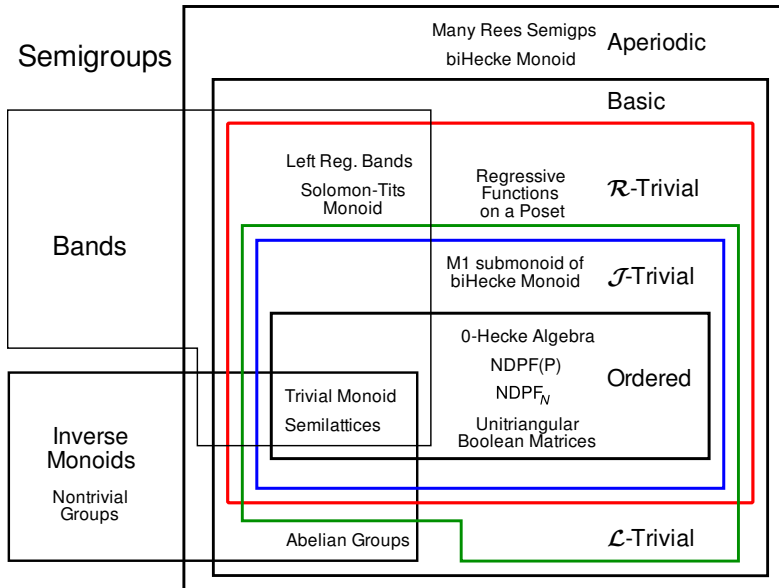 Semigroups
Many Rees Semigps
biHecke Monoid
Aperiodic
Basic
Left Reg. Bands
Solomon-Tits
Monoid
Regressive
Functions
on a Poset
R-Trivial
Bands
M1 submonoid of
biHecke Monoid
J-Trivial
0-Hecke Algebra
NDPF(P)
NDPF_N
Unitriangular
Boolean Matrices
Ordered
Trivial Monoid
Semilattices
Inverse
Monoids
Nontrivial
Groups
Abelian Groups
L-Trivial